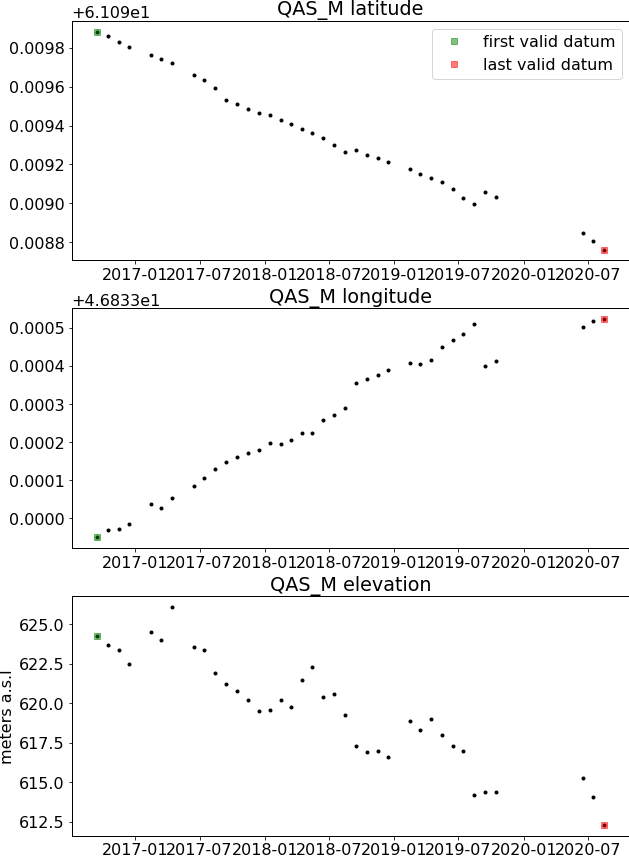 QAS_M latitude
+6.109e1
first valid datum
last valid datum
0.0098
0.0096
0.0094
0.0092
0.0090
0.0088
2017-01 2017-07 2018-01 2018-07 2019-01 2019-07 2020-01 2020-07
QAS_M longitude
+4.6833e1
0.0005
0.0004
0.0003
0.0002
0.0001
0.0000
2017-01 2017-07 2018-01 2018-07 2019-01 2019-07 2020-01 2020-07
QAS_M elevation
meters a.s.l
625.0
622.5
620.0
617.5
615.0
612.5
2017-01 2017-07 2018-01 2018-07 2019-01 2019-07 2020-01 2020-07